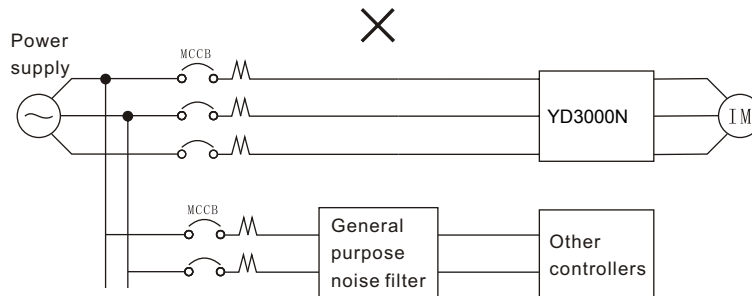 Power
supply
MCCB
YD3000N
IM
MCCB
General
purpose
noise filter
Other
controllers